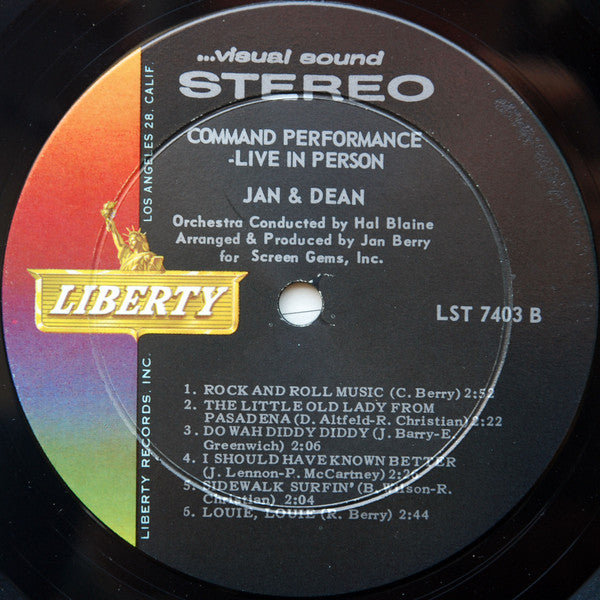 ...visual sound
STEREO
COMMAND PERFORMANCE
-LIVE IN PERSON
JAN & DEAN
Orchestra Conducted by Hal Blaine
Arranged & Produced by Jan Berry
for Screen Gems, Inc.
LIBERTY
LST 7403 B
1. ROCK AND ROLL MUSIC (C. Berry) 2:52
2. THE LITTLE OLD LADY FROM
PASADENA (D. Altfeld-R. Christian) 2:22
3. DO WAH DIDDY DIDDY (J. Barry-E.
Greenwich) 2:06
4. I SHOULD HAVE KNOWN BETTER
(J. Lennon-P. McCartney) 2:20
5. SIDEWALK SURFIN' (B. Wilson-R.
Christian) 2:04
5. LOUIE, LOUIE (R. Berry) 2:44
LIBERTY RECORDS, INC.
LOS ANGELES 28, CALIF.